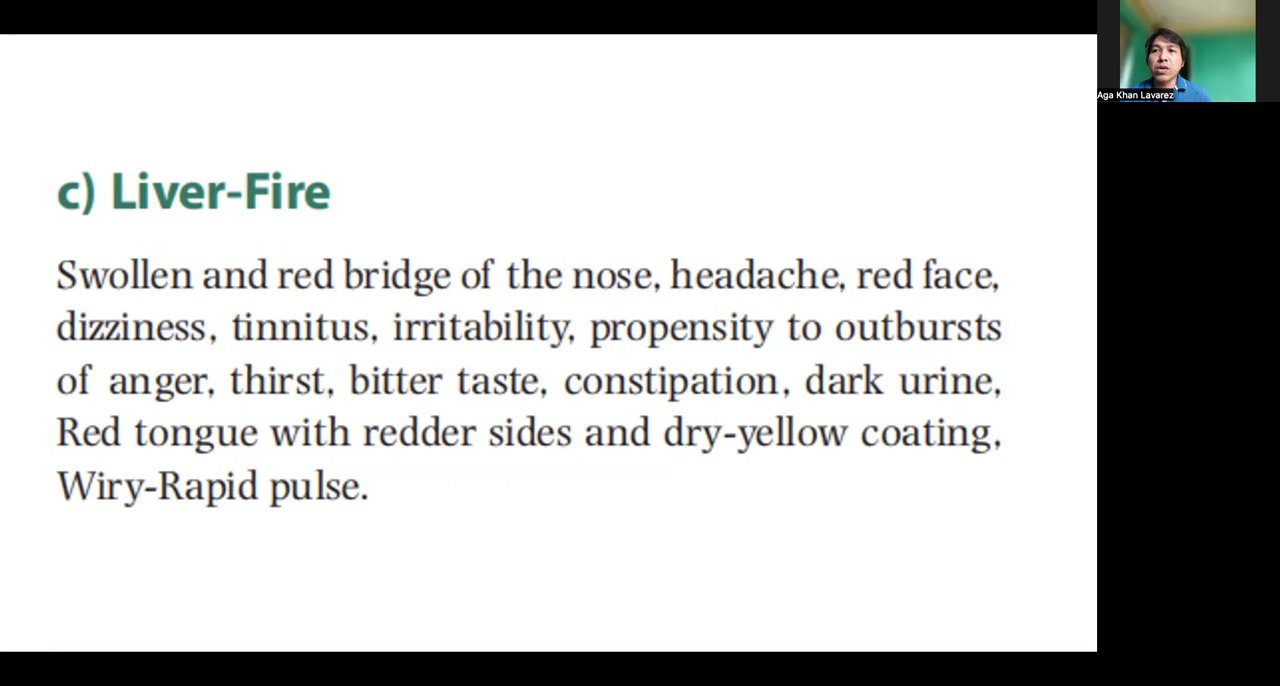 c) Liver-Fire
Swollen and red bridge of the nose, headache, red face,
dizziness, tinnitus, irritability, propensity to outbursts
of anger, thirst, bitter taste, constipation, dark urine,
Red tongue with redder sides and dry-yellow coating,
Wiry-Rapid pulse.
Aga Khan Lavarez